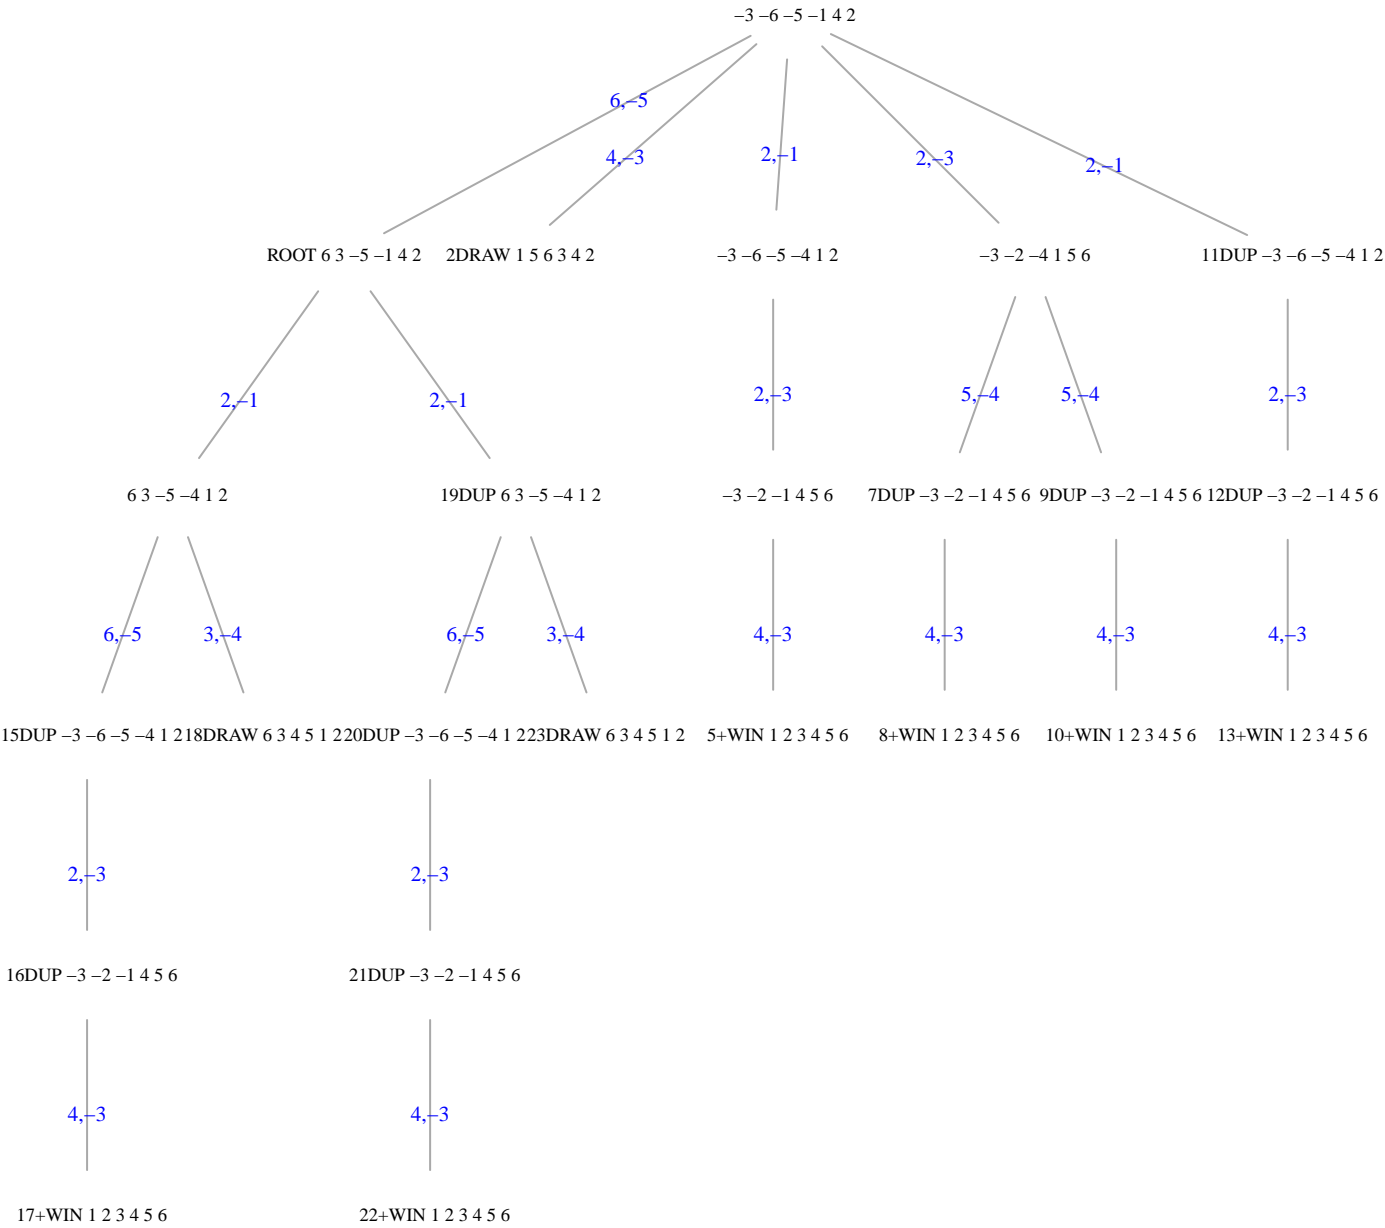 –3 –6 –5 –1 4 2
6,–5
4,–3
2,–1
2,–3
2,–1
ROOT 6 3 –5 –1 4 2
2DRAW 1 5 6 3 4 2
–3 –6 –5 –4 1 2
–3 –2 –4 1 5 6
11DUP –3 –6 –5 –4 1 2
2,–1
2,–1
2,–3
5,–4
5,–4
2,–3
6 3 –5 –4 1 2
19DUP 6 3 –5 –4 1 2
–3 –2 –1 4 5 6
7DUP –3 –2 –1 4 5 6
9DUP –3 –2 –1 4 5 6
12DUP –3 –2 –1 4 5 6
6,–5
3,–4
6,–5
3,–4
4,–3
4,–3
4,–3
4,–3
15DUP –3 –6 –5 –4 1 2
18DRAW 6 3 4 5 1 2
20DUP –3 –6 –5 –4 1 2
23DRAW 6 3 4 5 1 2
5+WIN 1 2 3 4 5 6
8+WIN 1 2 3 4 5 6
10+WIN 1 2 3 4 5 6
13+WIN 1 2 3 4 5 6
2,–3
2,–3
16DUP –3 –2 –1 4 5 6
21DUP –3 –2 –1 4 5 6
4,–3
4,–3
17+WIN 1 2 3 4 5 6
22+WIN 1 2 3 4 5 6